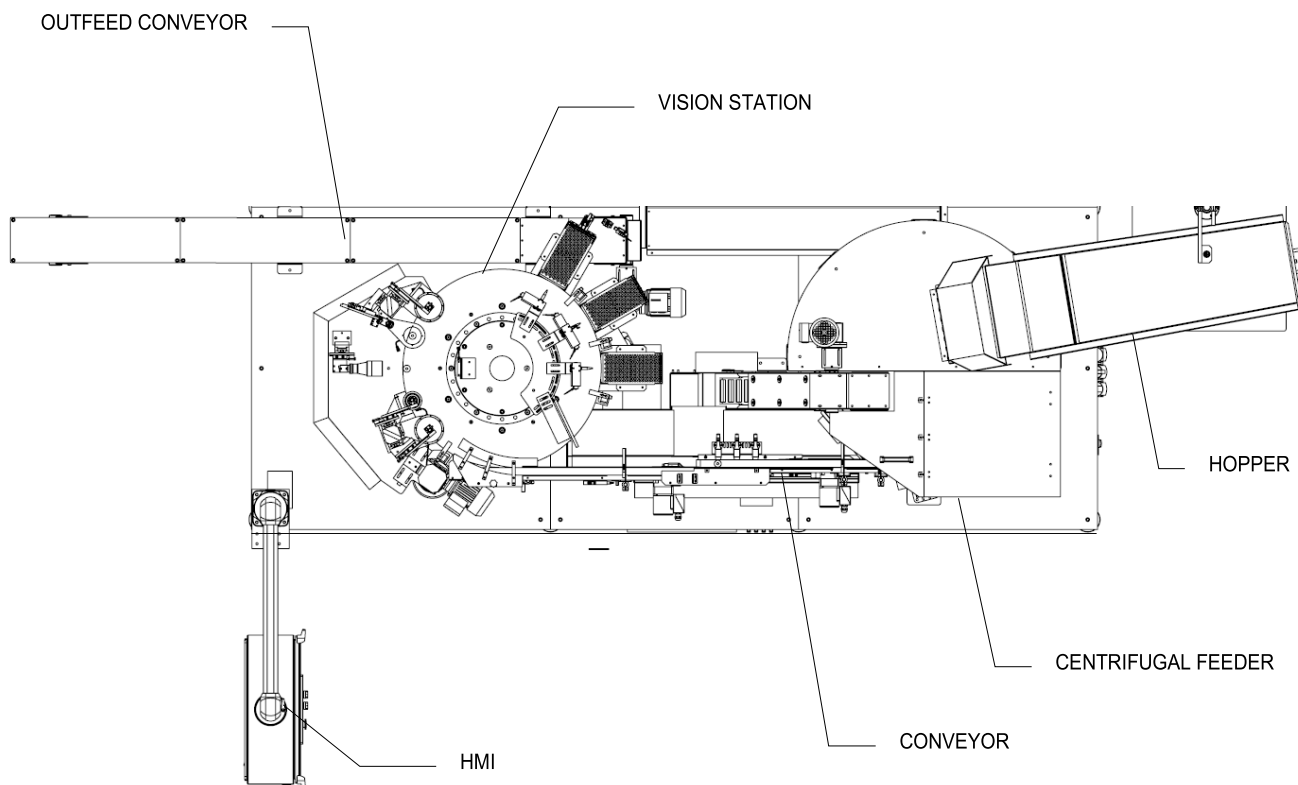 OUTFEED CONVEYOR
VISION STATION
HOPPER
CENTRIFUGAL FEEDER
CONVEYOR
HMI